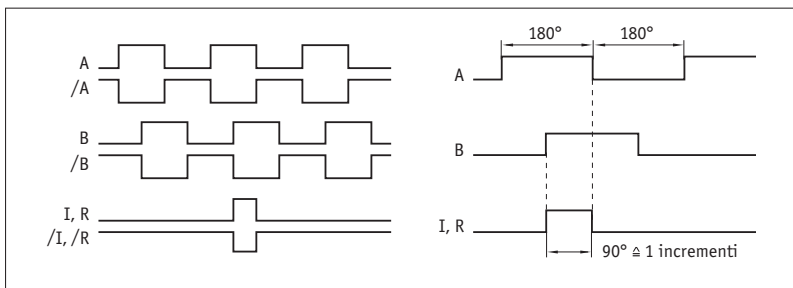 A
/A
B
/B
I, R
/I, /R
180° 180°
A
B
I, R
90° ≙ 1 incrementi